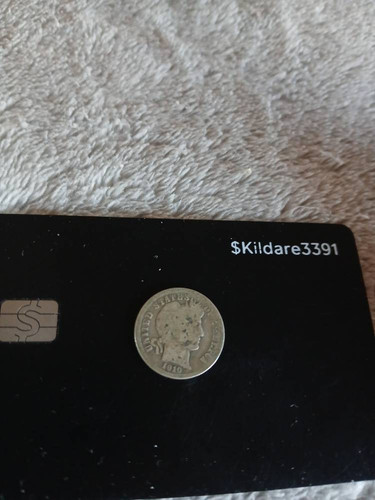 $Kildare3391
$
UNITED STATES OF AMERICA